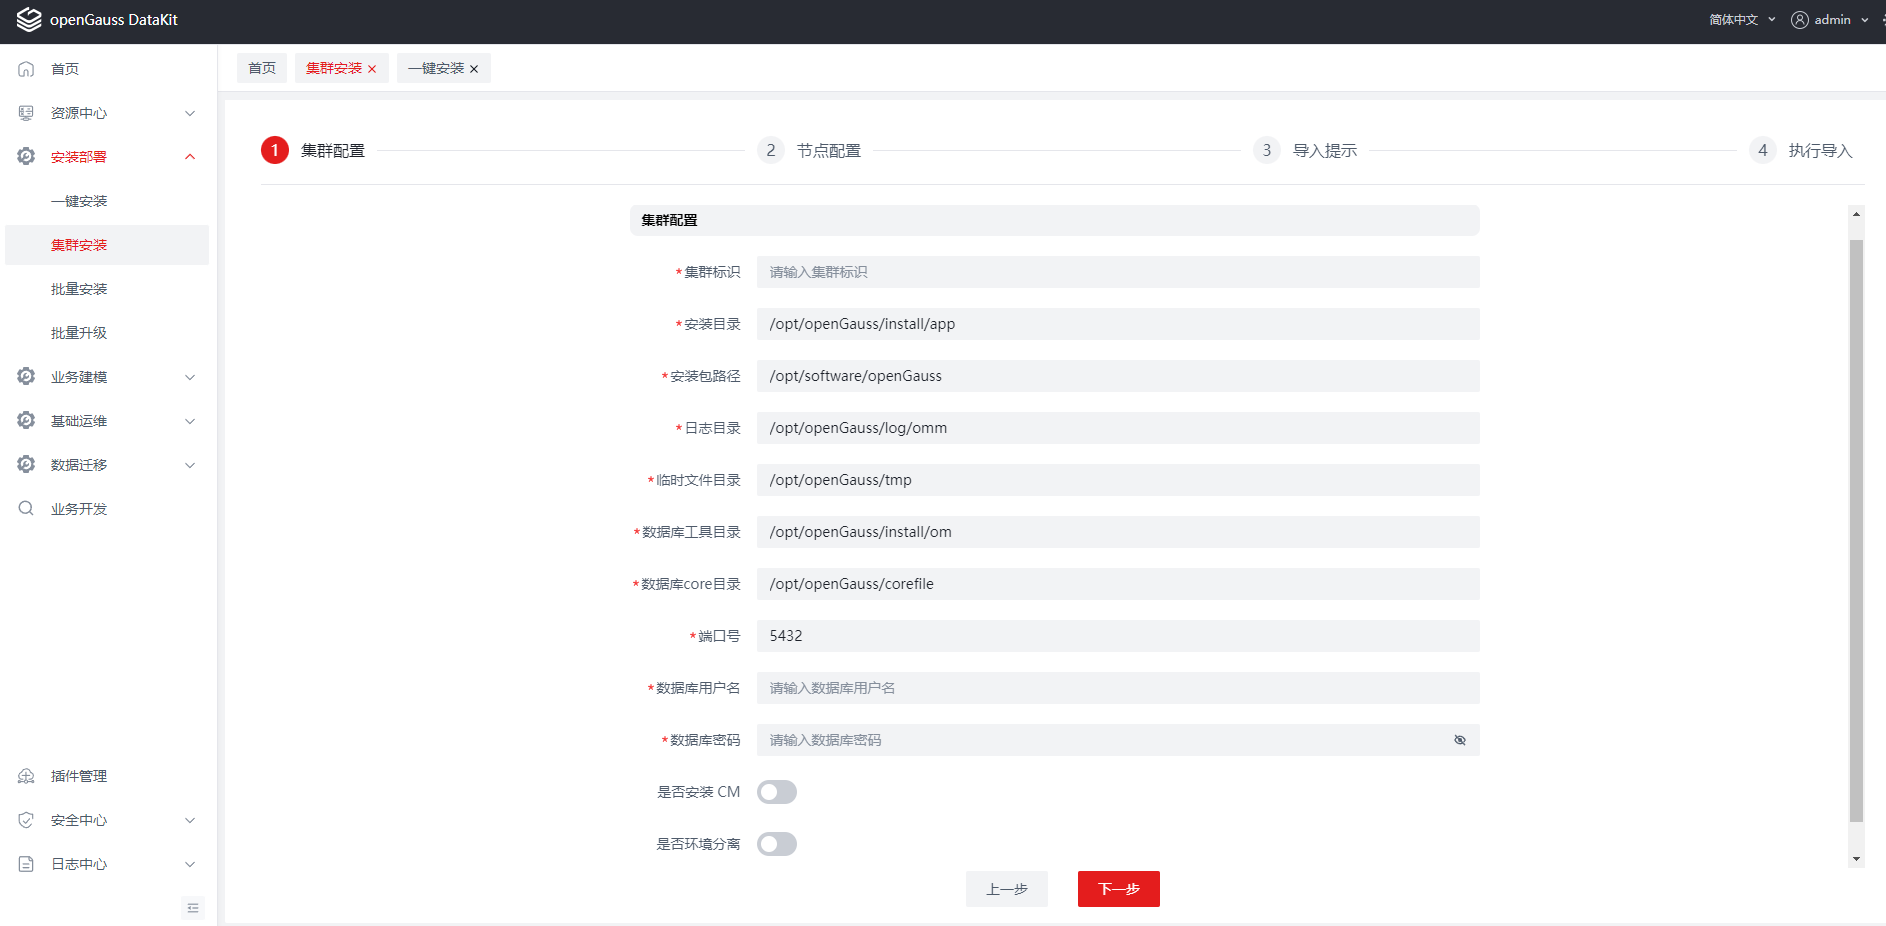 openGauss DataKit
简体中文
admin
首页
资源中心
安装部署
一键安装
集群安装
批量安装
批量升级
业务建模
基础运维
数据迁移
业务开发
插件管理
安全中心
日志中心
首页
集群安装
一键安装
1 集群配置
2 节点配置
3 导入提示
4 执行导入
集群配置
*集群标识 请输入集群标识
*安装目录 /opt/openGauss/install/app
*安装包路径 /opt/software/openGauss
*日志目录 /opt/openGauss/log/omm
*临时文件目录 /opt/openGauss/tmp
*数据库工具目录 /opt/openGauss/install/om
*数据库core目录 /opt/openGauss/corefile
*端口号 5432
*数据库用户名 请输入数据库用户名
*数据库密码 请输入数据库密码
是否安装 CM
是否环境分离
上一步
下一步